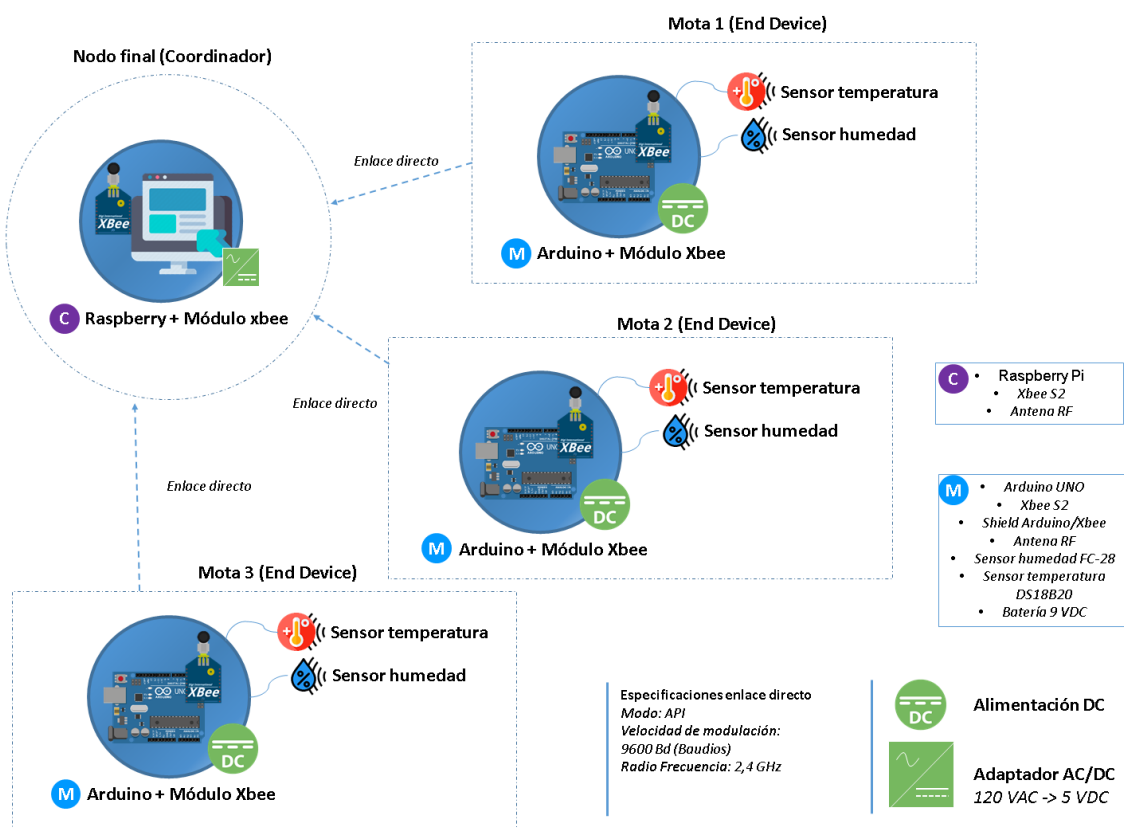 Mota 1 (End Device)
Nodo final (Coordinador)
Sensor temperatura
Sensor humedad
Enlace directo
XBee
UNO
XBee
DC
M Arduino + Módulo Xbee
C Raspberry + Módulo xbee
Mota 2 (End Device)
Sensor temperatura
Sensor humedad
Enlace directo
UNO
XBee
DC
M Arduino + Módulo Xbee
C • Raspberry Pi
• Xbee S2
• Antena RF
Enlace directo
M • Arduino UNO
• Xbee S2
• Shield Arduino/Xbee
• Antena RF
• Sensor humedad FC-28
• Sensor temperatura
DS18B20
• Batería 9 VDC
Mota 3 (End Device)
Sensor temperatura
Sensor humedad
UNO
XBee
DC
M Arduino + Módulo Xbee
Especificaciones enlace directo
Modo: API
Velocidad de modulación:
9600 Bd (Baudios)
Radio Frecuencia: 2,4 GHz
DC
Alimentación DC
Adaptador AC/DC
120 VAC -> 5 VDC